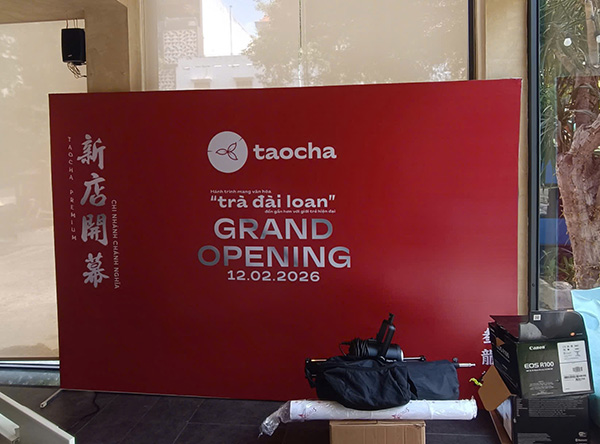 TAOCHA PREMIUM
新店開幕
CHI NHÁNH CHÁNH NGHĨA
taocha
Hành trình mang văn hóa
“trà đài loan”
đến gần hơn với giới trẻ hiện đại
GRAND
OPENING
12.02.2026
龍
Canon
EOS R100